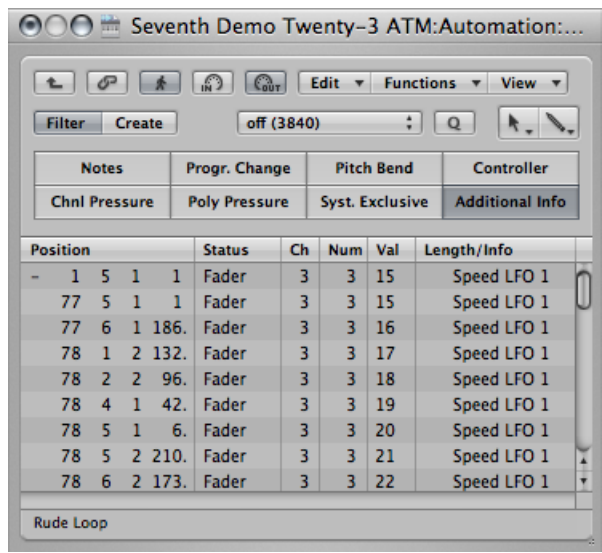 Seventh Demo Twenty-3 ATM:Automation:...
IN OUT Edit Functions View
Filter Create off (3840) Q
Notes Progr. Change Pitch Bend Controller
Chnl Pressure Poly Pressure Syst. Exclusive Additional Info
Position Status Ch Num Val Length/Info
- 1 5 1 1 Fader 3 3 15 Speed LFO 1
77 5 1 1 Fader 3 3 15 Speed LFO 1
77 6 1 186. Fader 3 3 16 Speed LFO 1
78 1 2 132. Fader 3 3 17 Speed LFO 1
78 2 2 96. Fader 3 3 18 Speed LFO 1
78 4 1 42. Fader 3 3 19 Speed LFO 1
78 5 1 6. Fader 3 3 20 Speed LFO 1
78 5 2 210. Fader 3 3 21 Speed LFO 1
78 6 2 173. Fader 3 3 22 Speed LFO 1
Rude Loop